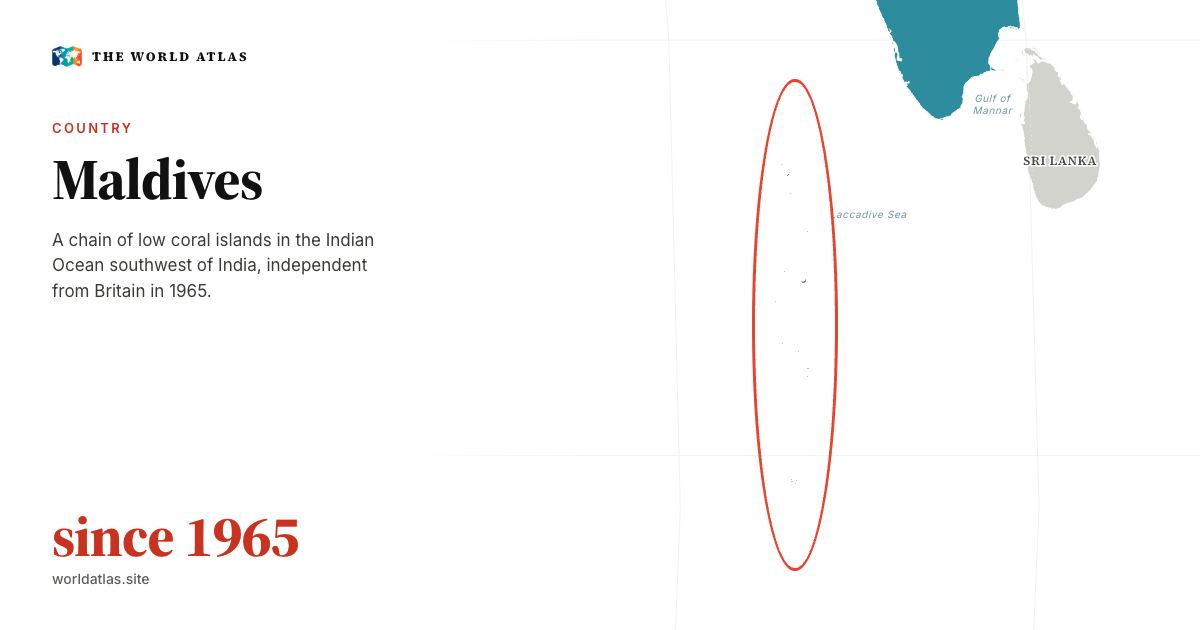 THE WORLD ATLAS
COUNTRY
Maldives
A chain of low coral islands in the Indian
Ocean southwest of India, independent
from Britain in 1965.
since 1965
worldatlas.site
Gulf of
Mannar
SRI LANKA
accadive Sea